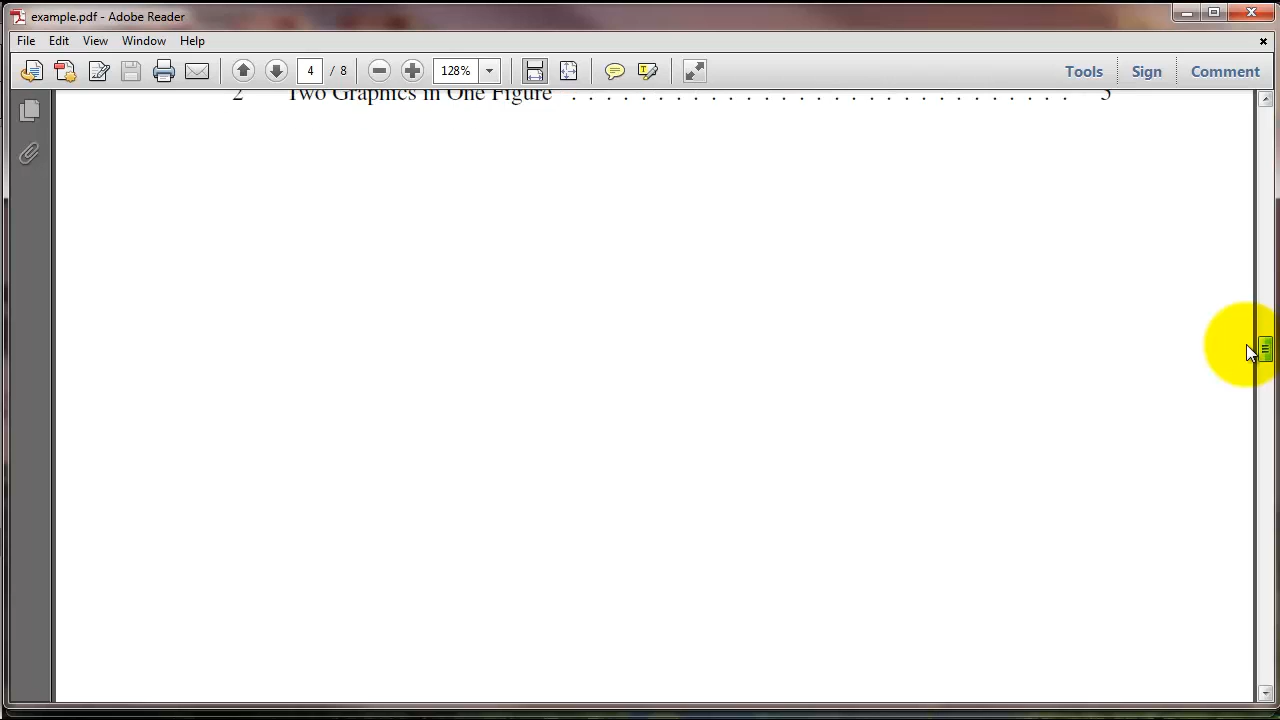 example.pdf - Adobe Reader
File Edit View Window Help
4 / 8 128% Tools Sign Comment
2 Two Graphics in One Figure . . . . . . . . . . . . . . . . . . . . . . . . . . . . . 5